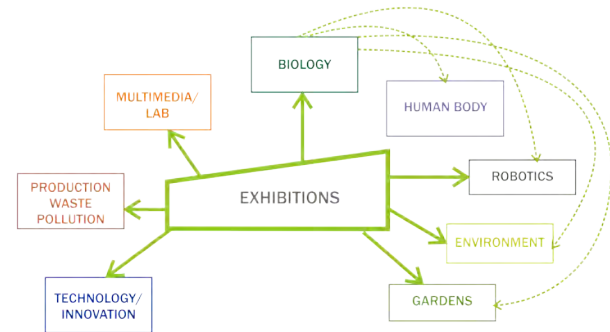 BIOLOGY
MULTIMEDIA/
LAB
HUMAN BODY
ROBOTICS
EXHIBITIONS
PRODUCTION
WASTE
POLLUTION
ENVIRONMENT
TECHNOLOGY/
INNOVATION
GARDENS